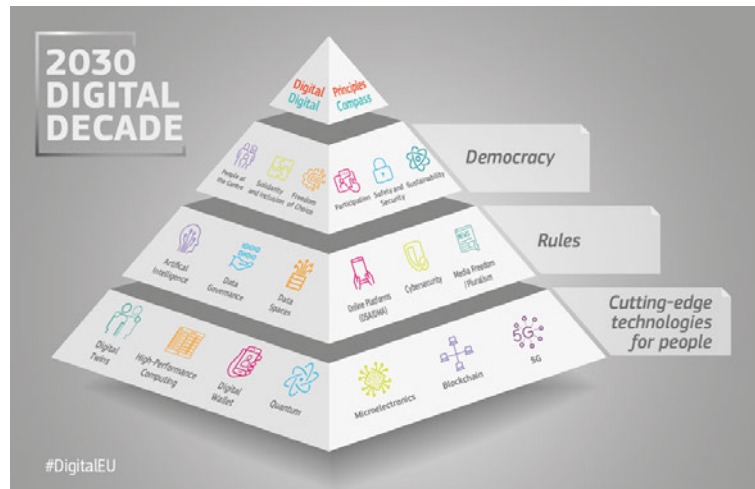 2030
DIGITAL
DECADE
Digital Principles
Digital Compass
People at
the Centre
Solidarity
and Inclusion
Freedom
of Choice
Participation
Safety and
Security
Sustainability
Democracy
Artifical
Intelligence
Data
Governance
Data
Spaces
Online Platforms
(DSA/DMA)
Cybersecurity
NEWS
Media Freedom
/Pluralism
Rules
Digital
Twins
High-Performance
Computing
Digital
Wallet
Quantum
Microelectronics
Blockchain
5G
5G
Cutting-edge
technologies
for people
#DigitalEU